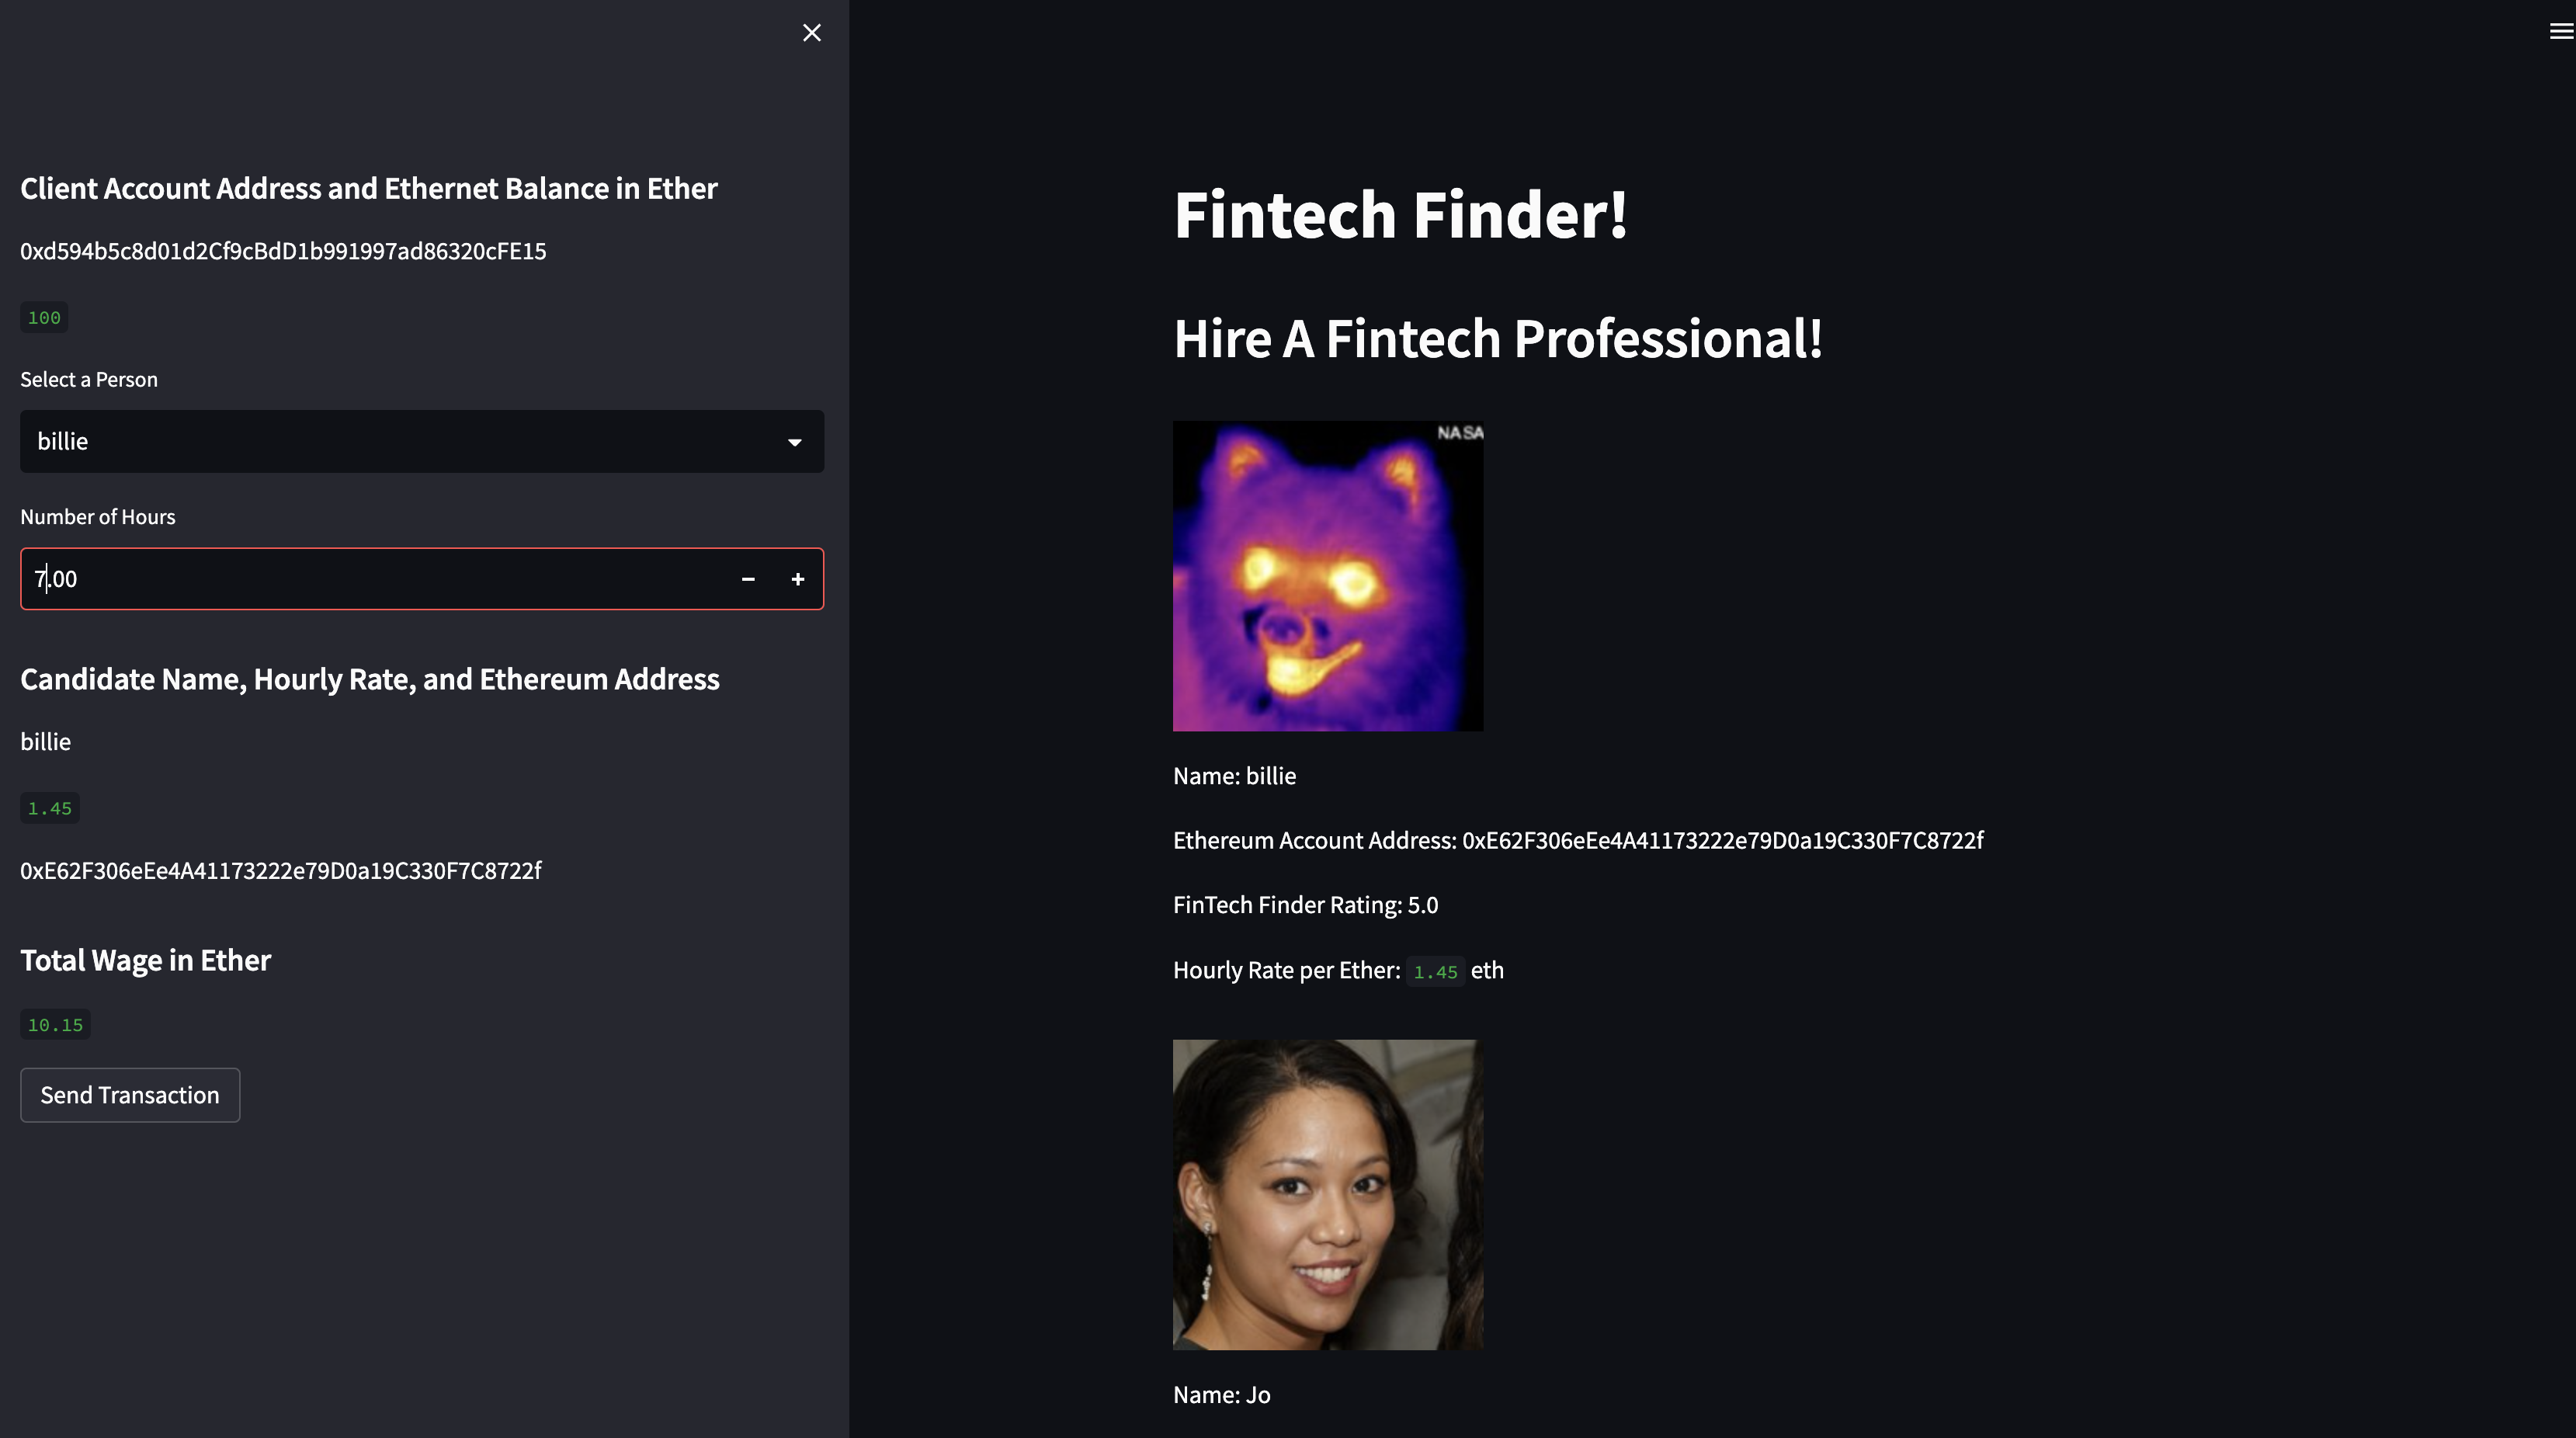 Client Account Address and Ethernet Balance in Ether
0xd594b5c8d01d2Cf9cBdD1b991997ad86320cFE15
100
Select a Person
billie
Number of Hours
7.00
Candidate Name, Hourly Rate, and Ethereum Address
billie
1.45
0xE62F306eEe4A41173222e79D0a19C330F7C8722f
Total Wage in Ether
10.15
Send Transaction
Fintech Finder!
Hire A Fintech Professional!
NASA
Name: billie
Ethereum Account Address: 0xE62F306eEe4A41173222e79D0a19C330F7C8722f
FinTech Finder Rating: 5.0
Hourly Rate per Ether: 1.45 eth
Name: Jo